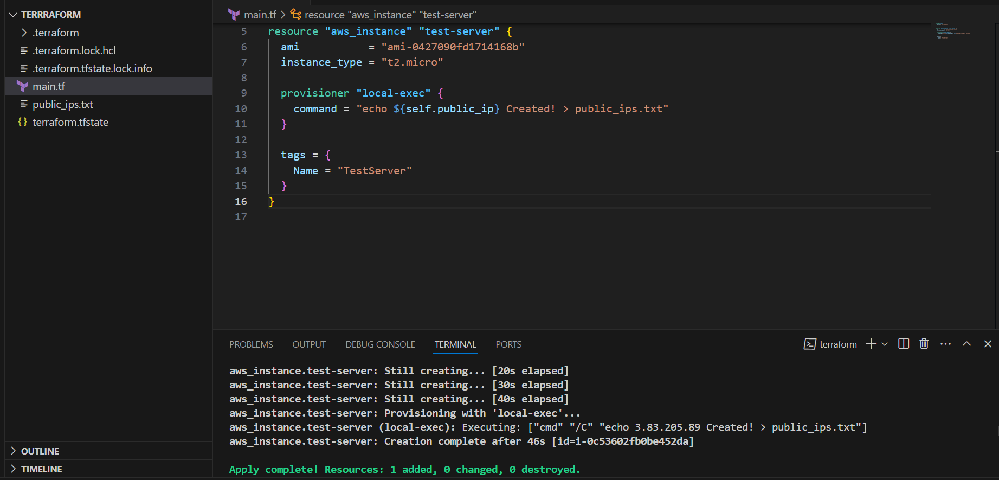 TERRRAFORM
.terraform
.terraform.lock.hcl
.terraform.tfstate.lock.info
main.tf
public_ips.txt
{} terraform.tfstate
OUTLINE
TIMELINE
main.tf > resource "aws_instance" "test-server"
5 resource "aws_instance" "test-server" {
6   ami           = "ami-0427090fd1714168b"
7   instance_type = "t2.micro"
8
9   provisioner "local-exec" {
10     command = "echo ${self.public_ip} Created! > public_ips.txt"
11   }
12
13   tags = {
14     Name = "TestServer"
15   }
16 }
17
PROBLEMS OUTPUT DEBUG CONSOLE TERMINAL PORTS terraform
aws_instance.test-server: Still creating... [20s elapsed]
aws_instance.test-server: Still creating... [30s elapsed]
aws_instance.test-server: Still creating... [40s elapsed]
aws_instance.test-server: Provisioning with 'local-exec'...
aws_instance.test-server (local-exec): Executing: ["cmd" "/C" "echo 3.83.205.89 Created! > public_ips.txt"]
aws_instance.test-server: Creation complete after 46s [id=i-0c53602fb0be452da]
Apply complete! Resources: 1 added, 0 changed, 0 destroyed.